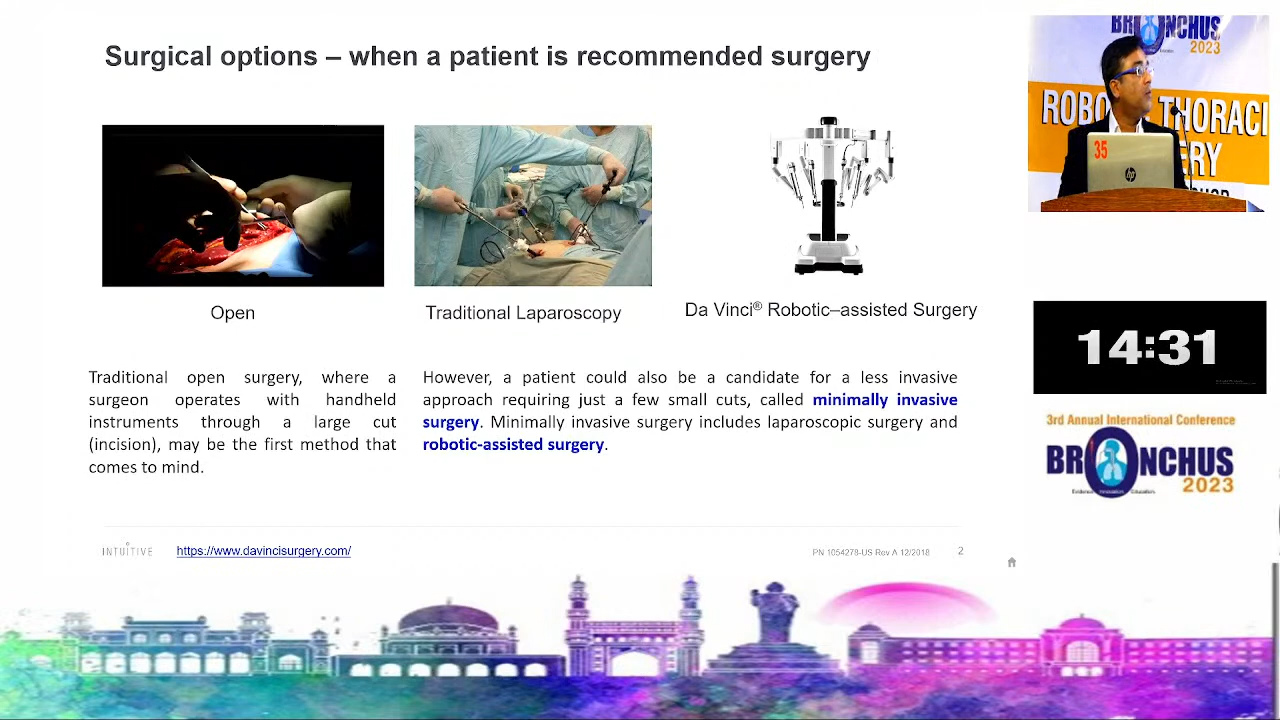 Surgical options – when a patient is recommended surgery
Open
Traditional Laparoscopy
Da Vinci® Robotic–assisted Surgery
Traditional open surgery, where a
surgeon operates with handheld
instruments through a large cut
(incision), may be the first method that
comes to mind.
However, a patient could also be a candidate for a less invasive
approach requiring just a few small cuts, called minimally invasive
surgery. Minimally invasive surgery includes laparoscopic surgery and
robotic-assisted surgery.
INTUITIVE
https://www.davincisurgery.com/
PN 1054278-US Rev A 12/2018
2
BRONCHUS
2023
THORACI
35
hp
14:31
3rd Annual International Conference
BRONCHUS
Evidence Innovation Education
2023